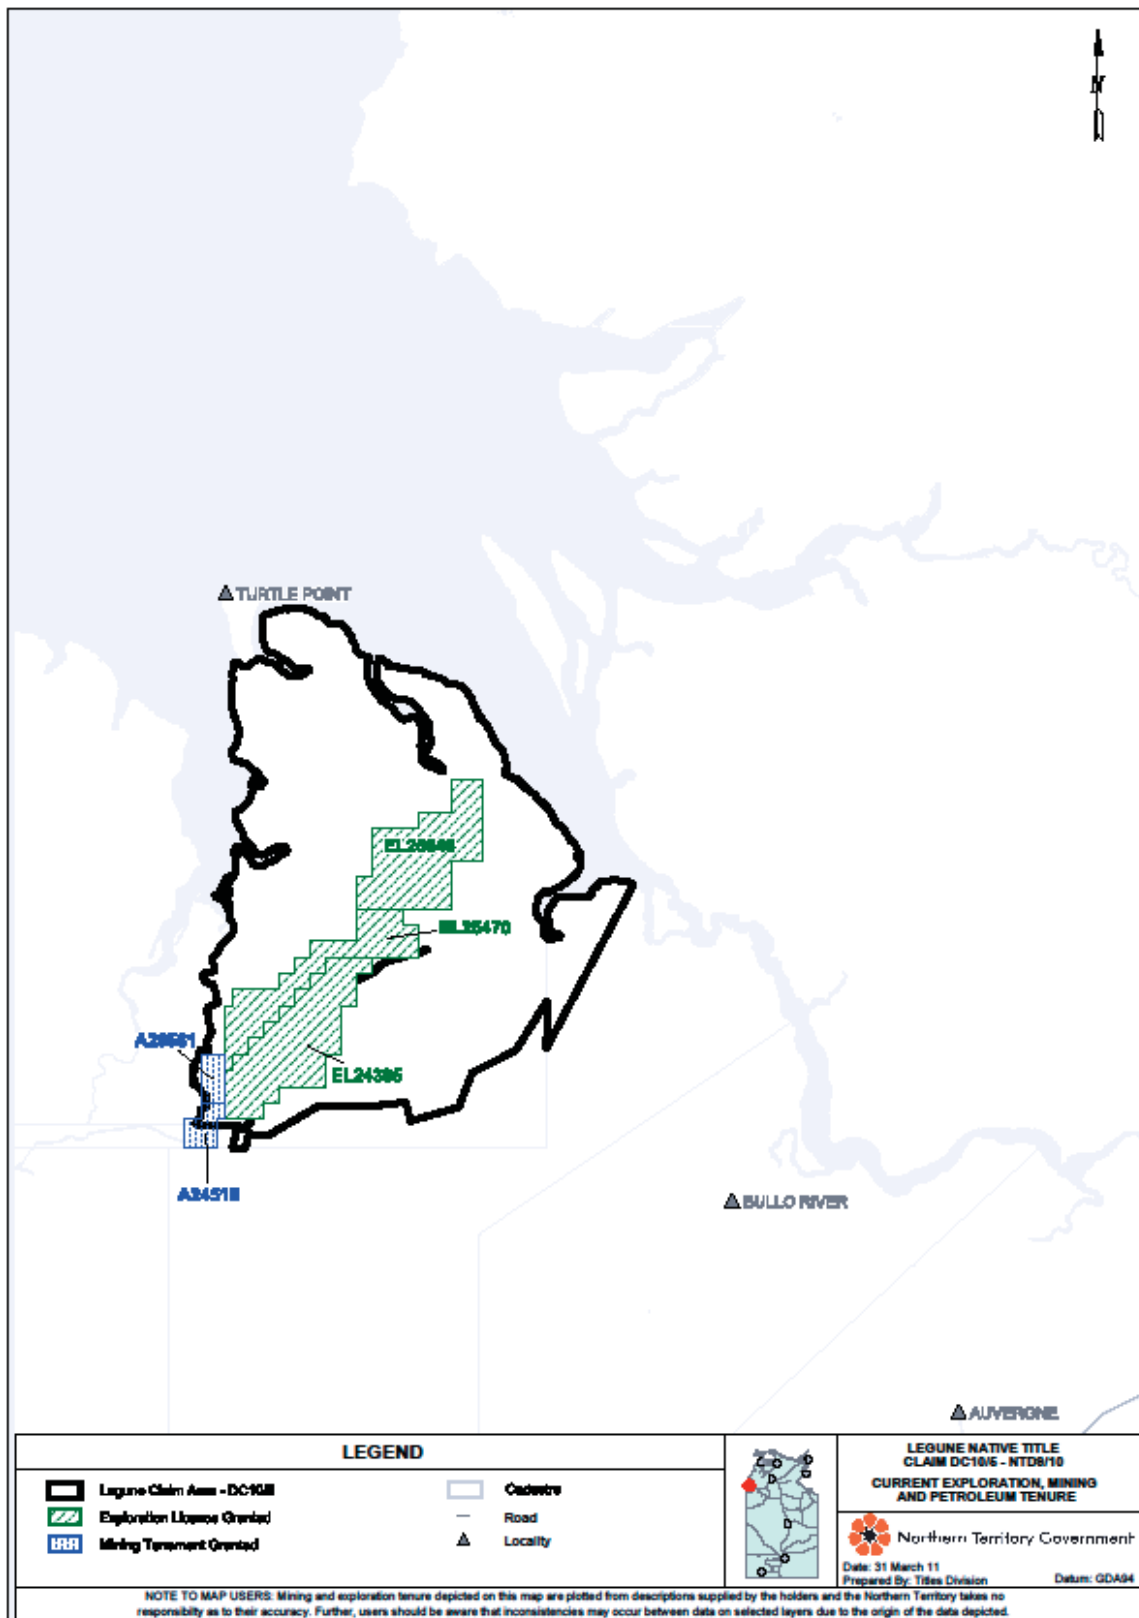 N
TURTLE POINT
EL25470
A26581
EL24395
A24518
BULLO RIVER
AUVERGNE
LEGEND
Legune Claim Area - DC10/5
Exploration Licence Granted
Mining Tenement Granted
Cadastre
Road
Locality
LEGUNE NATIVE TITLE
CLAIM DC10/5 - NTD8/10
CURRENT EXPLORATION, MINING
AND PETROLEUM TENURE
Northern Territory Government
Date: 31 March 11
Prepared By: Titles Division
Datum: GDA94
NOTE TO MAP USERS: Mining and exploration tenure depicted on this map are plotted from descriptions supplied by the holders and the Northern Territory takes no
responsibilty as to their accuracy. Further, users should be aware that inconsistencies may occur between data on selected layers due to the origin of the data depicted.